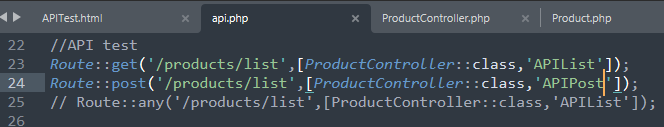 APITest.html × api.php × ProductController.php × Product.php
22 //API test
23 Route::get('/products/list',[ProductController::class,'APIList']);
24 Route::post('/products/list',[ProductController::class,'APIPost']);
25 // Route::any('/products/list',[ProductController::class,'APIList']);
26